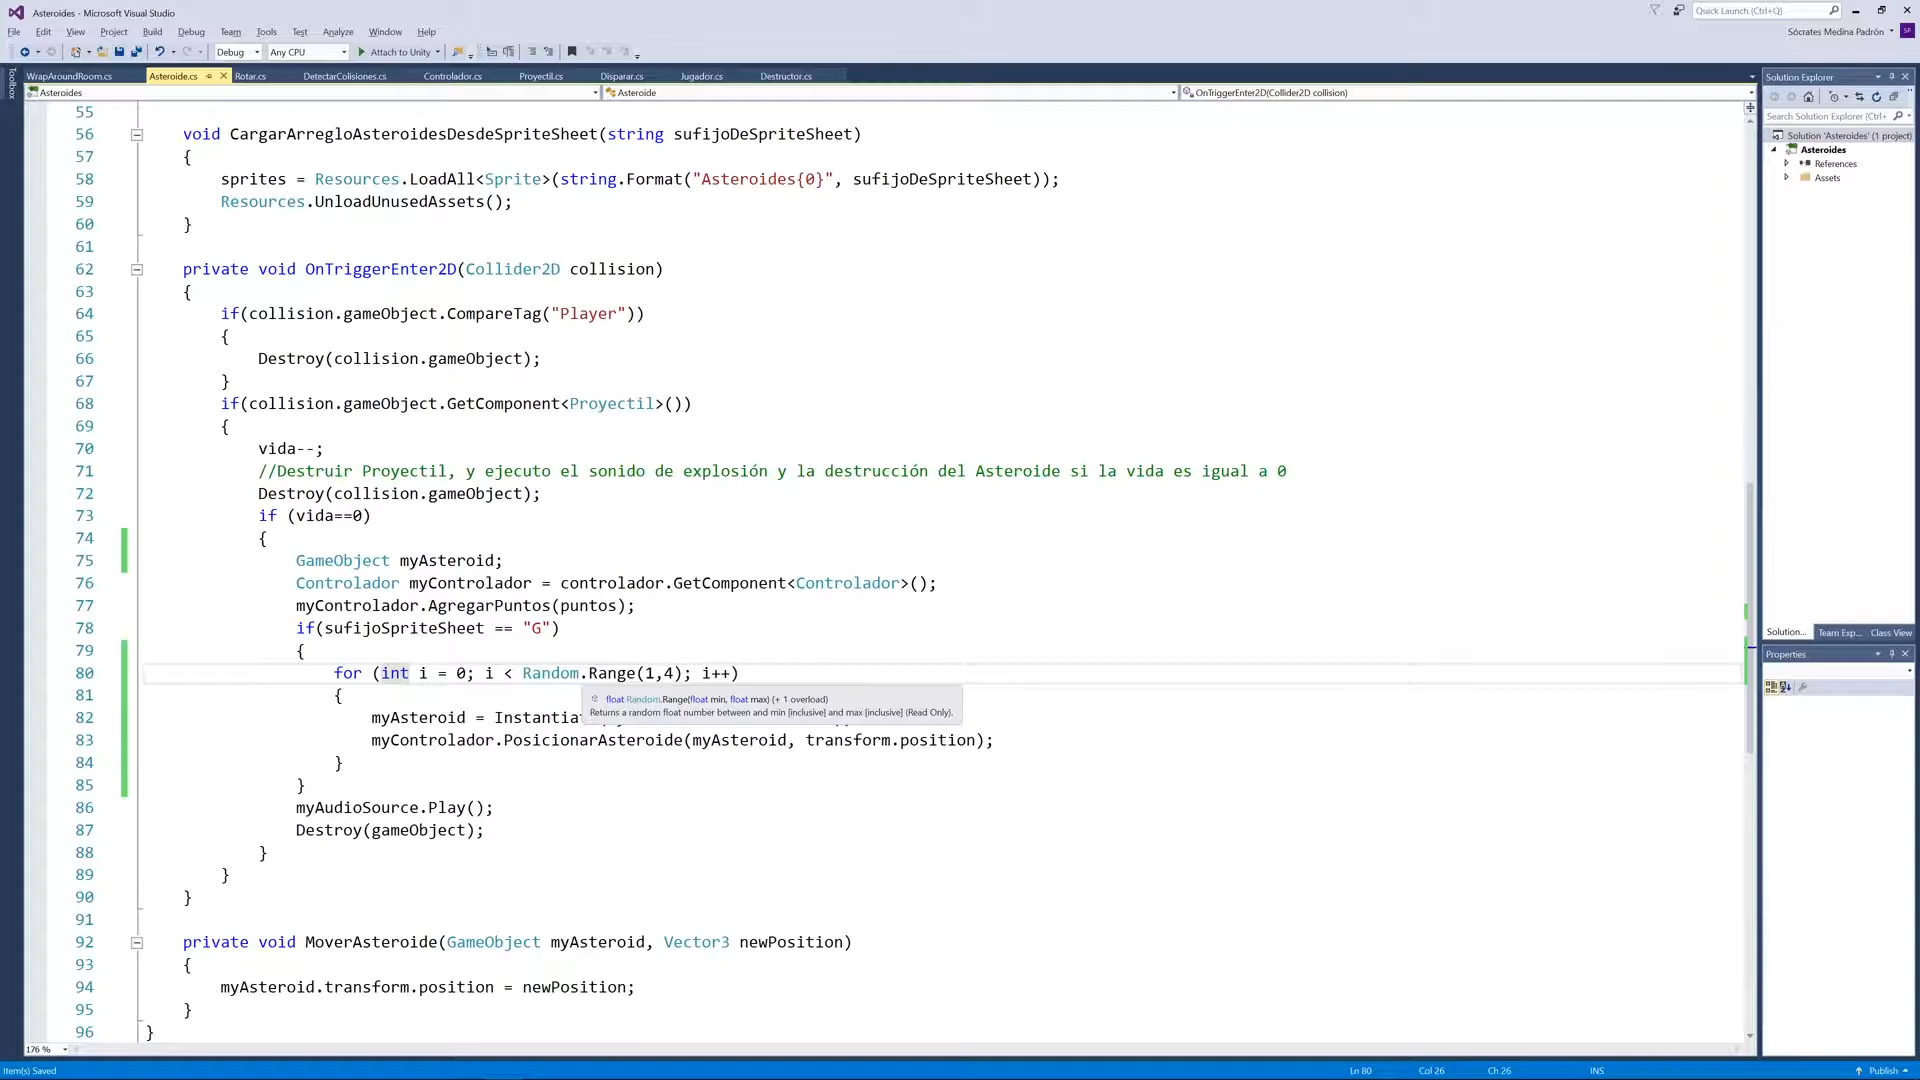 Asteroides - Microsoft Visual Studio
Quick Launch (Ctrl+Q)
File Edit View Project Build Debug Team Tools Test Analyze Window Help
Sócrates Medina Padrón
SP
Debug Any CPU Attach to Unity
Toolbox
WrapAroundRoom.cs Asteroide.cs Rotar.cs DetectarColisiones.cs Controlador.cs Proyectil.cs Disparar.cs Jugador.cs Destructor.cs
Asteroides Asteroide OnTriggerEnter2D(Collider2D collision)
55
56 void CargarArregloAsteroidesDesdeSpriteSheet(string sufijoDeSpriteSheet)
57 {
58 sprites = Resources.LoadAll<Sprite>(string.Format("Asteroides{0}", sufijoDeSpriteSheet));
59 Resources.UnloadUnusedAssets();
60 }
61
62 private void OnTriggerEnter2D(Collider2D collision)
63 {
64 if(collision.gameObject.CompareTag("Player"))
65 {
66 Destroy(collision.gameObject);
67 }
68 if(collision.gameObject.GetComponent<Proyectil>())
69 {
70 vida--;
71 //Destruir Proyectil, y ejecuto el sonido de explosión y la destrucción del Asteroide si la vida es igual a 0
72 Destroy(collision.gameObject);
73 if (vida==0)
74 {
75 GameObject myAsteroid;
76 Controlador myControlador = controlador.GetComponent<Controlador>();
77 myControlador.AgregarPuntos(puntos);
78 if(sufijoSpriteSheet == "G")
79 {
80 for (int i = 0; i < Random.Range(1,4); i++)
81 {
float Random.Range(float min, float max) (+ 1 overload)
Returns a random float number between and min [inclusive] and max [inclusive] (Read Only).
82 myAsteroid = Instantia
83 myControlador.PosicionarAsteroide(myAsteroid, transform.position);
84 }
85 }
86 myAudioSource.Play();
87 Destroy(gameObject);
88 }
89 }
90 }
91
92 private void MoverAsteroide(GameObject myAsteroid, Vector3 newPosition)
93 {
94 myAsteroid.transform.position = newPosition;
95 }
96 }
176 %
Solution Explorer
Search Solution Explorer (Ctrl+
Solution 'Asteroides' (1 project)
Asteroides
References
Assets
Solution... Team Exp... Class View
Properties
Item(s) Saved Ln 80 Col 26 Ch 26 INS Publish